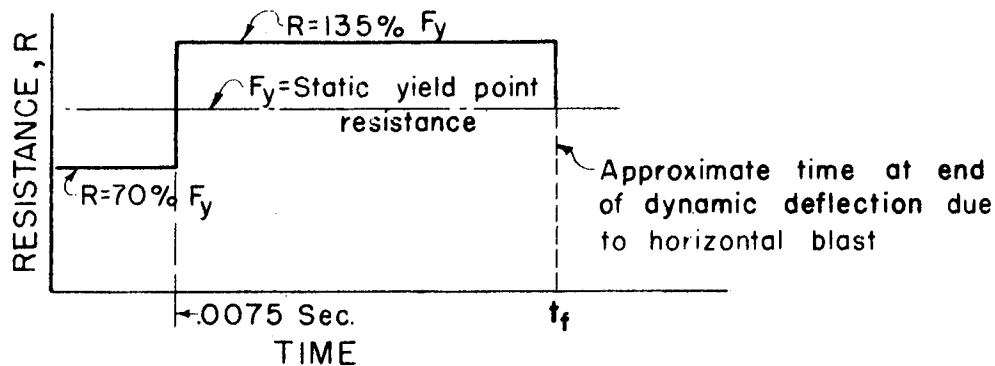 R=135% Fy
Fy=Static yield point
resistance
R=70% Fy
RESISTANCE, R
Approximate time at end
of dynamic deflection due
to horizontal blast
.0075 Sec.
tf
TIME